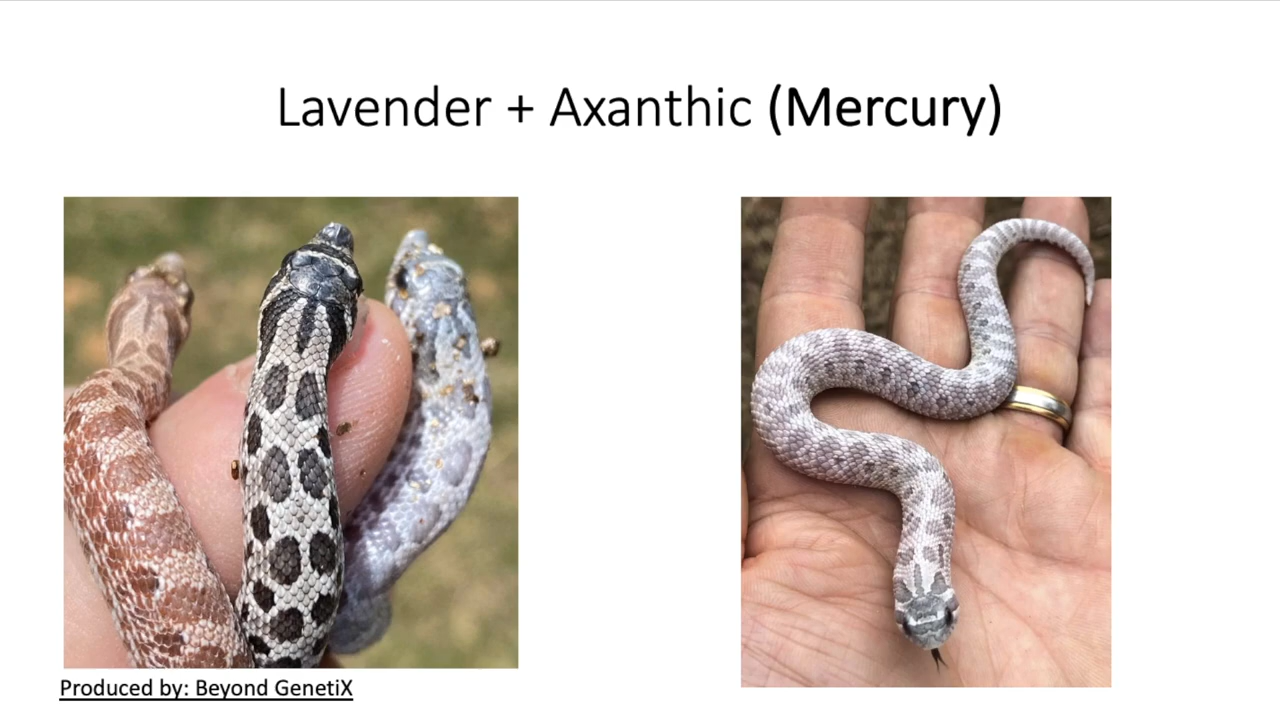 Lavender + Axanthic (Mercury)
Produced by: Beyond GenetiX